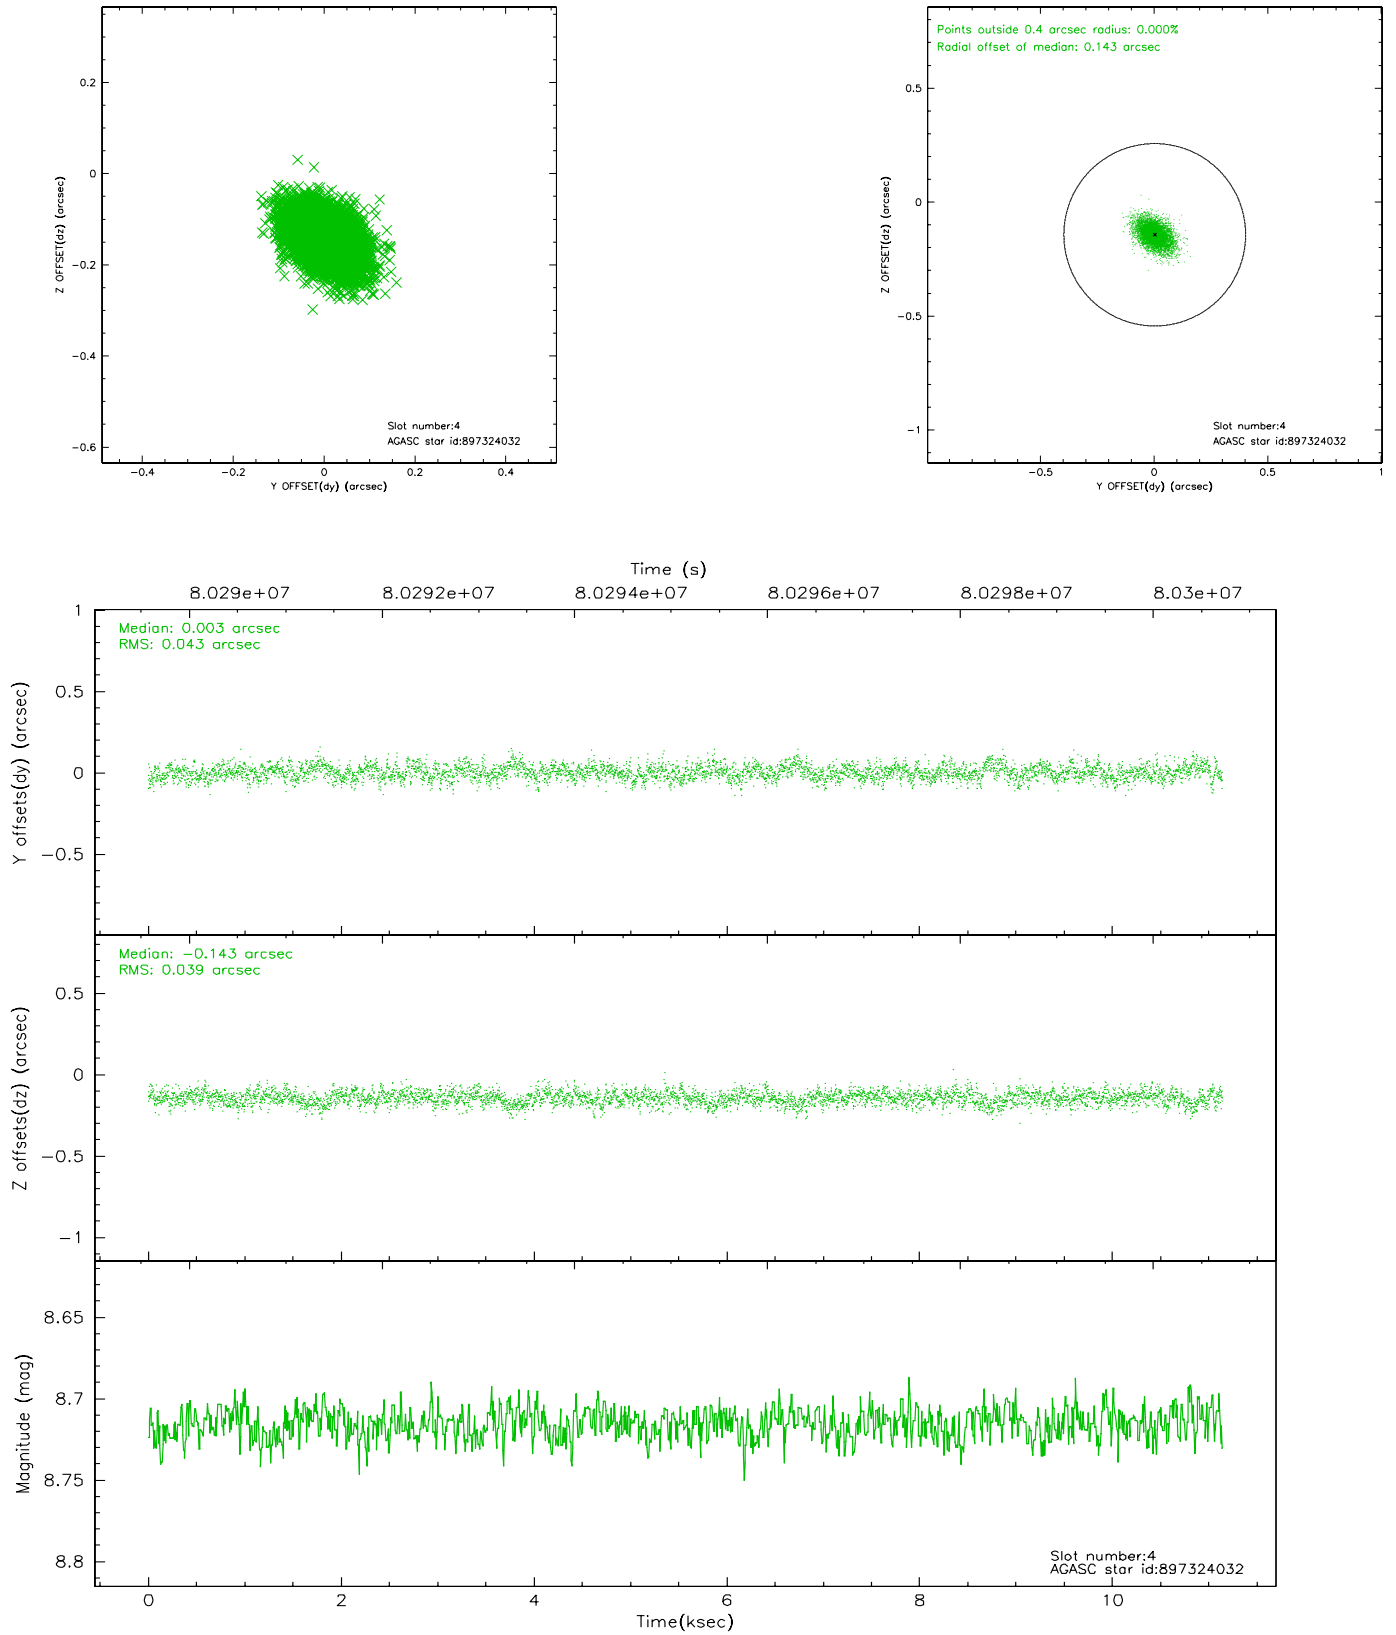 0.2
0
−0.2
−0.4
−0.6
−0.4
−0.2
0
0.2
0.4
Z OFFSET(dz) (arcsec)
Y OFFSET(dy) (arcsec)
Slot number:4
AGASC star id:897324032
Points outside 0.4 arcsec radius: 0.000%
Radial offset of median: 0.143 arcsec
0.5
0
−0.5
−1
−0.5
0
0.5
1
Z OFFSET(dz) (arcsec)
Y OFFSET(dy) (arcsec)
Slot number:4
AGASC star id:897324032
Time (s)
8.029e+07
8.0292e+07
8.0294e+07
8.0296e+07
8.0298e+07
8.03e+07
Median: 0.003 arcsec
RMS: 0.043 arcsec
1
0.5
0
−0.5
Y offsets(dy) (arcsec)
Median: −0.143 arcsec
RMS: 0.039 arcsec
0.5
0
−0.5
−1
Z offsets(dz) (arcsec)
8.65
8.7
8.75
8.8
Magnitude (mag)
Slot number:4
AGASC star id:897324032
0
2
4
6
8
10
Time(ksec)